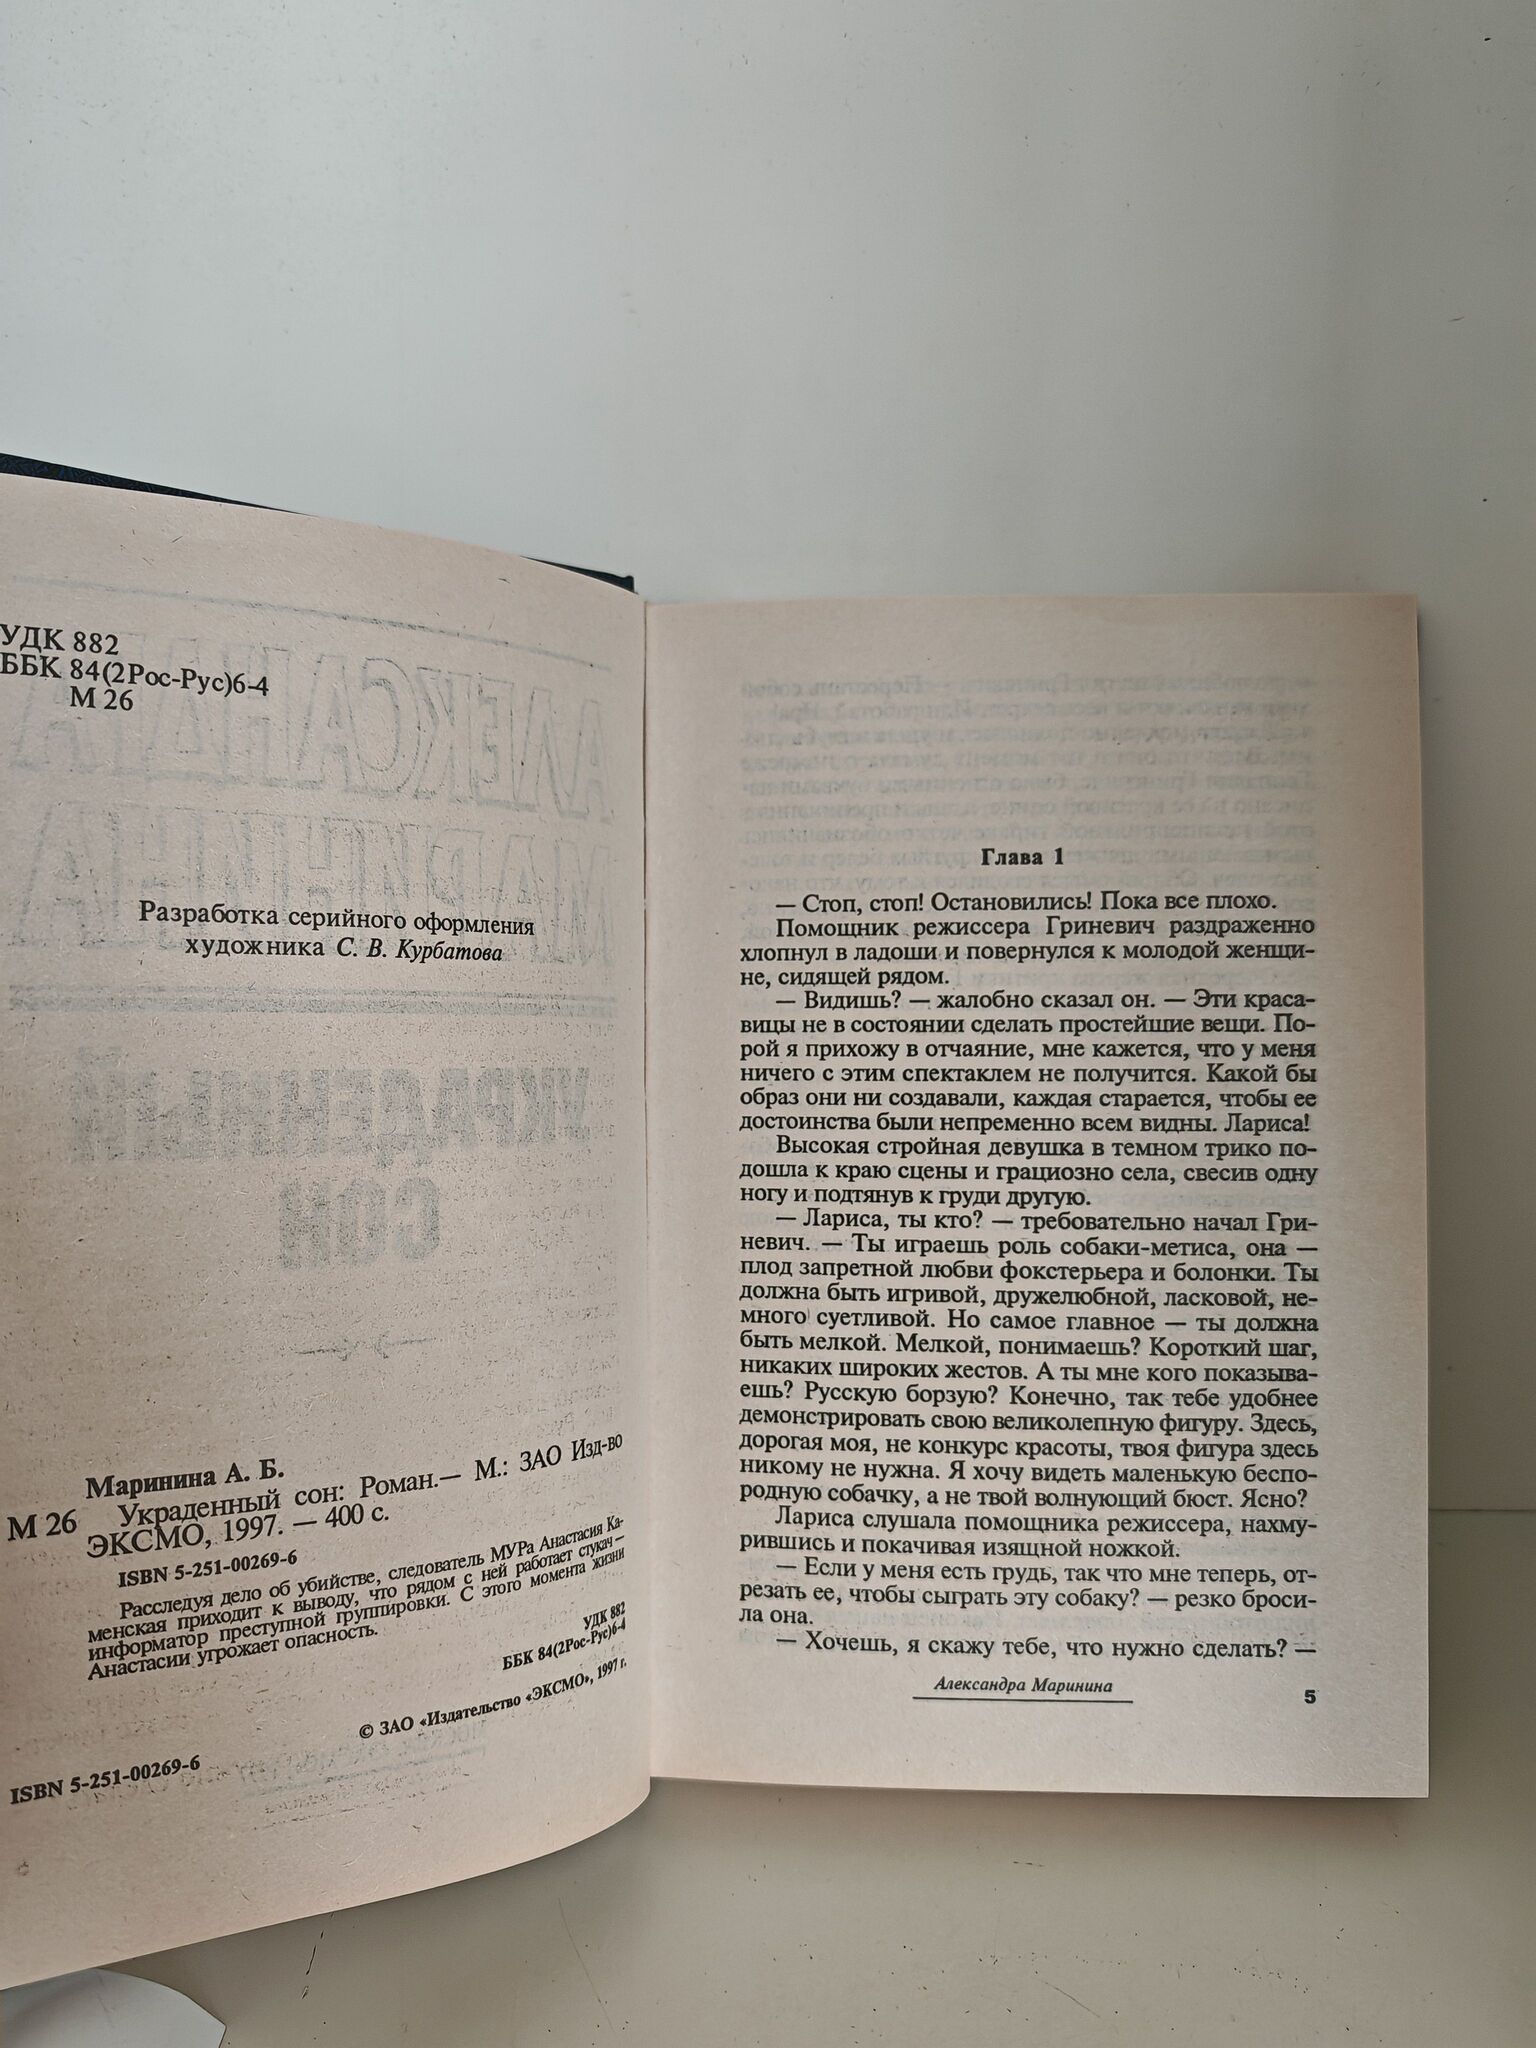 УДК 882
ББК 84(2Рос-Рус)6-4
М 26
Разработка серийного оформления
художника С. В. Курбатова
Маринина А. Б.
М 26 Украденный сон: Роман.— М.: ЗАО Изд-во
ЭКСМО, 1997. — 400 с.
ISBN 5-251-00269-6
Расследуя дело об убийстве, следователь МУРа Анастасия Ка-
менская приходит к выводу, что рядом с ней работает стукач —
информатор преступной группировки. С этого момента жизни
Анастасии угрожает опасность.
УДК 882
ББК 84(2Рос-Рус)6-4
© ЗАО «Издательство «ЭКСМО», 1997 г.
ISBN 5-251-00269-6
Глава 1
— Стоп, стоп! Остановились! Пока все плохо.
Помощник режиссера Гриневич раздраженно
хлопнул в ладоши и повернулся к молодой женщи-
не, сидящей рядом.
— Видишь? — жалобно сказал он. — Эти краса-
вицы не в состоянии сделать простейшие вещи. По-
рой я прихожу в отчаяние, мне кажется, что у меня
ничего с этим спектаклем не получится. Какой бы
образ они ни создавали, каждая старается, чтобы ее
достоинства были непременно всем видны. Лариса!
Высокая стройная девушка в темном трико по-
дошла к краю сцены и грациозно села, свесив одну
ногу и подтянув к груди другую.
— Лариса, ты кто? — требовательно начал Гри-
невич. — Ты играешь роль собаки-метиса, она —
плод запретной любви фокстерьера и болонки. Ты
должна быть игривой, дружелюбной, ласковой, не-
много суетливой. Но самое главное — ты должна
быть мелкой. Мелкой, понимаешь? Короткий шаг,
никаких широких жестов. А ты мне кого показыва-
ешь? Русскую борзую? Конечно, так тебе удобнее
демонстрировать свою великолепную фигуру. Здесь,
дорогая моя, не конкурс красоты, твоя фигура здесь
никому не нужна. Я хочу видеть маленькую беспо-
родную собачку, а не твой волнующий бюст. Ясно?
Лариса слушала помощника режиссера, нахму-
рившись и покачивая изящной ножкой.
— Если у меня есть грудь, так что мне теперь, от-
резать ее, чтобы сыграть эту собаку? — резко броси-
ла она.
— Хочешь, я скажу тебе, что нужно сделать? —
Александра Маринина
5